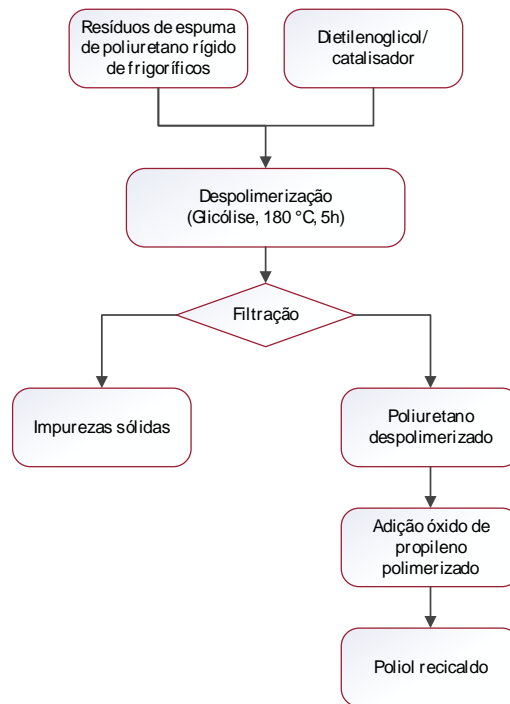 Resíduos de espuma
de poliuretano rígido
de frigoríficos
Dietilenoglicol/
catalisador
Despolimerização
(Glicólise, 180 °C, 5h)
Filtração
Impurezas sólidas
Poliuretano
despolimerizado
Adição óxido de
propileno
polimerizado
Poliol recicaldo